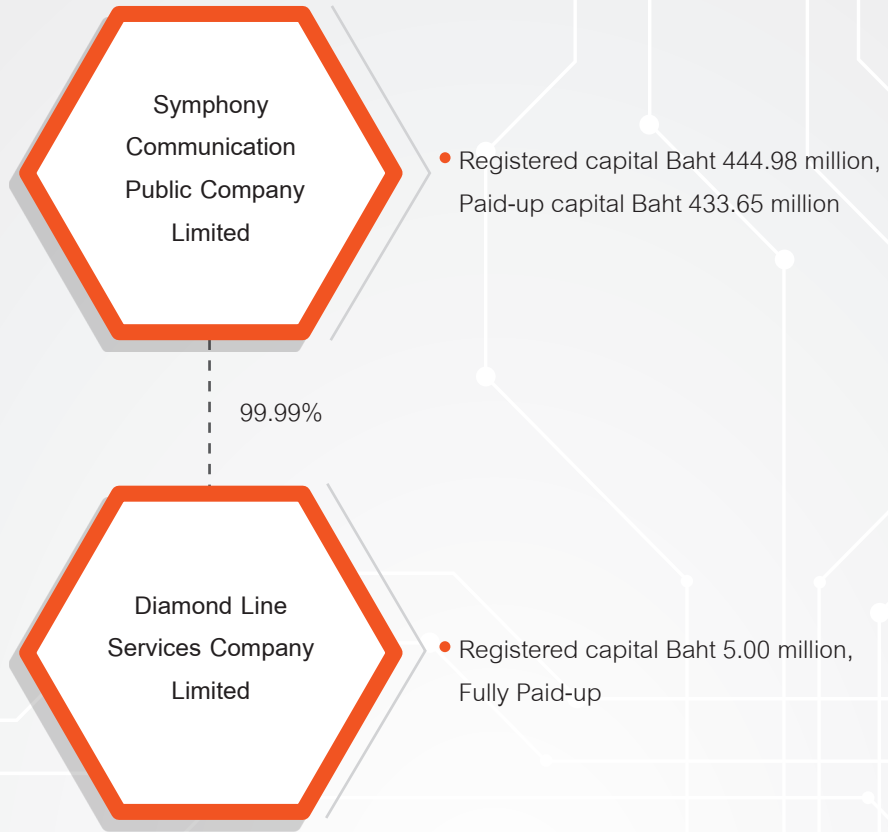 Symphony
Communication
Public Company
Limited
• Registered capital Baht 444.98 million,
Paid-up capital Baht 433.65 million
99.99%
Diamond Line
Services Company
Limited
• Registered capital Baht 5.00 million,
Fully Paid-up